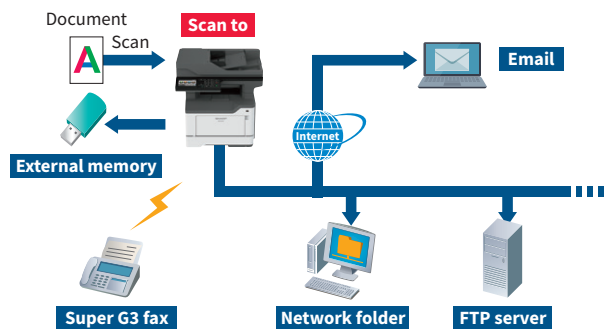 Document
Scan
A
Scan to
Email
Internet
External memory
Super G3 fax
Network folder
FTP server